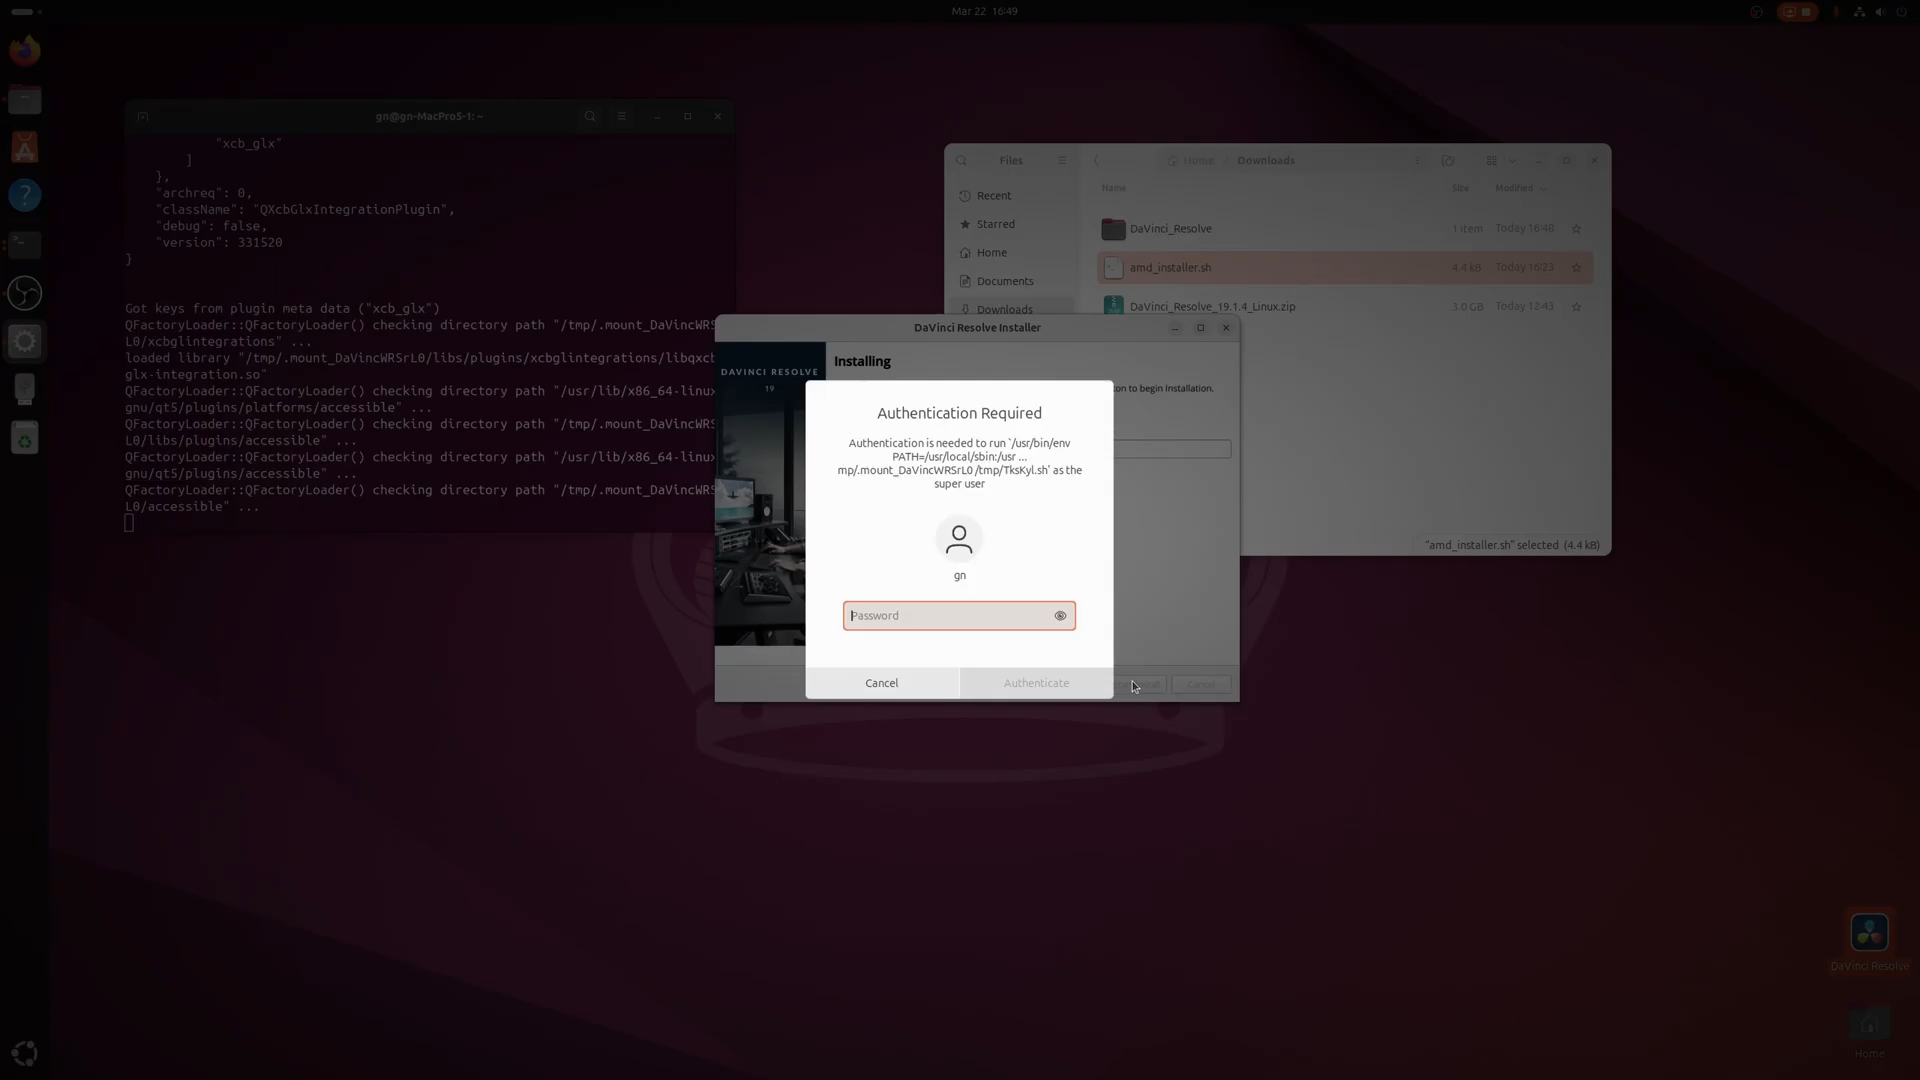 Mar 22 16:49
gn@gn-MacPro5-1: ~
"xcb_glx"
]
},
"archreq": 0,
"className": "QXcbGlxIntegrationPlugin",
"debug": false,
"version": 331520
}
Got keys from plugin meta data ("xcb_glx")
QFactoryLoader::QFactoryLoader() checking directory path "/tmp/.mount_DaVincWRS
L0/xcbglintegrations" ...
loaded library "/tmp/.mount_DaVincWRSrL0/libs/plugins/xcbglintegrations/libqxcb
glx-integration.so"
QFactoryLoader::QFactoryLoader() checking directory path "/usr/lib/x86_64-linux
gnu/qt5/plugins/platforms/accessible" ...
QFactoryLoader::QFactoryLoader() checking directory path "/tmp/.mount_DaVincWRS
L0/libs/plugins/accessible" ...
QFactoryLoader::QFactoryLoader() checking directory path "/usr/lib/x86_64-linux
gnu/qt5/plugins/accessible" ...
QFactoryLoader::QFactoryLoader() checking directory path "/tmp/.mount_DaVincWRS
L0/accessible" ...
Files
Home / Downloads
Recent
Starred
Home
Documents
Downloads
Name Size Modified
DaVinci_Resolve 1 item Today 16:48
amd_installer.sh 4.4 kB Today 16:23
DaVinci_Resolve_19.1.4_Linux.zip 3.0 GB Today 12:43
"amd_installer.sh" selected (4.4 kB)
DaVinci Resolve Installer
DAVINCI RESOLVE
19
Installing
on to begin Installation.
Cancel
Authentication Required
Authentication is needed to run `/usr/bin/env
PATH=/usr/local/sbin:/usr ...
mp/.mount_DaVincWRSrL0 /tmp/TksKyl.sh' as the
super user
gn
Password
Cancel Authenticate
DaVinci Resolve
Home